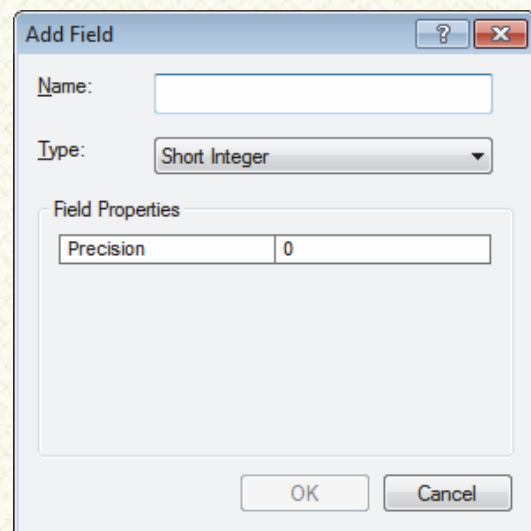 Add Field
Name:
Type: Short Integer
Field Properties
Precision 0
OK Cancel